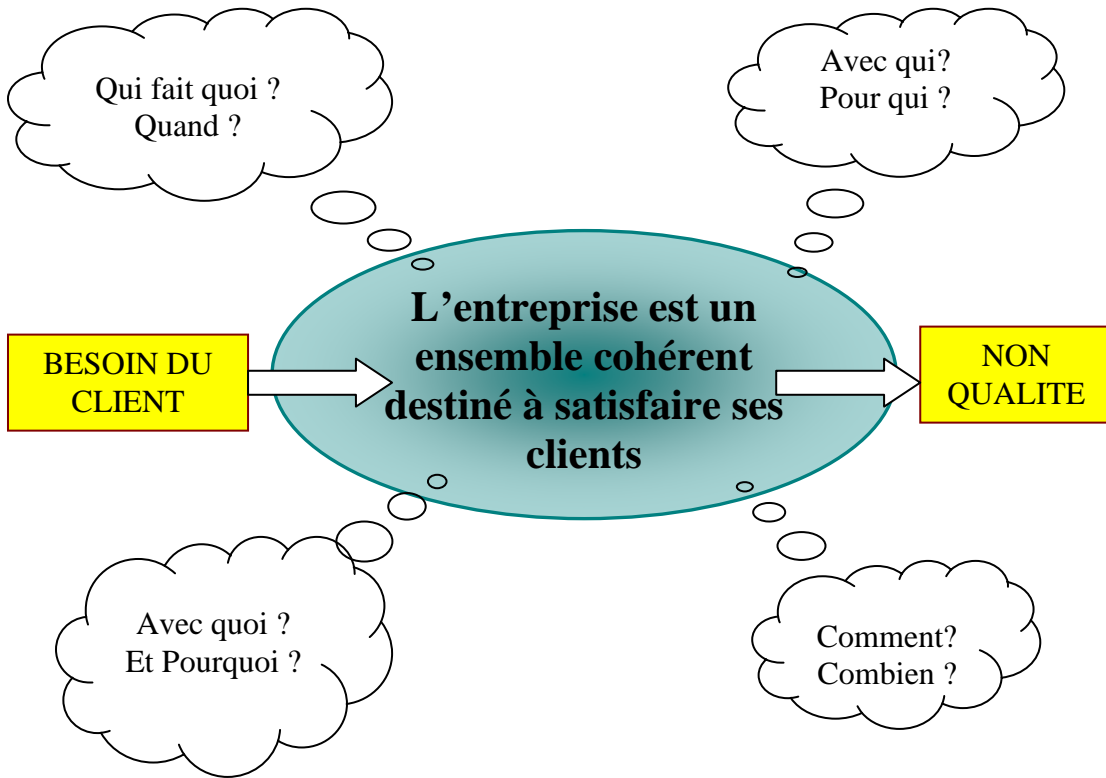 Qui fait quoi ?
Quand ?
Avec qui?
Pour qui ?
BESOIN DU
CLIENT
L’entreprise est un
ensemble cohérent
destiné à satisfaire ses
clients
NON
QUALITE
Avec quoi ?
Et Pourquoi ?
Comment?
Combien ?